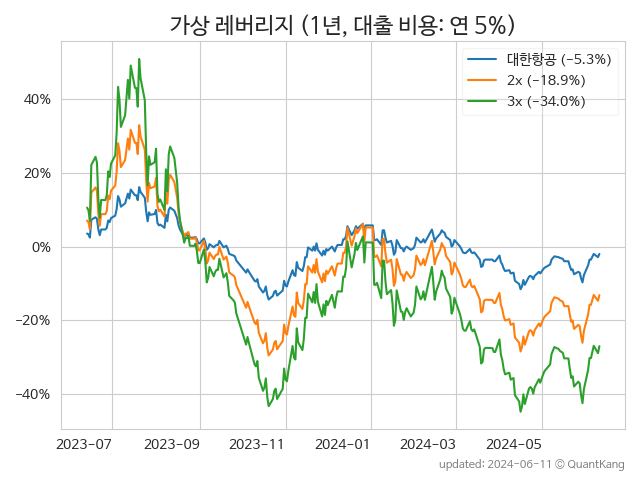 가상 레버리지 (1년, 대출 비용: 연 5%)
대한항공 (−5.3%)
2x (−18.9%)
3x (−34.0%)
40%
20%
0%
−20%
−40%
2023-07 2023-09 2023-11 2024-01 2024-03 2024-05
updated: 2024-06-11 © QuantKang